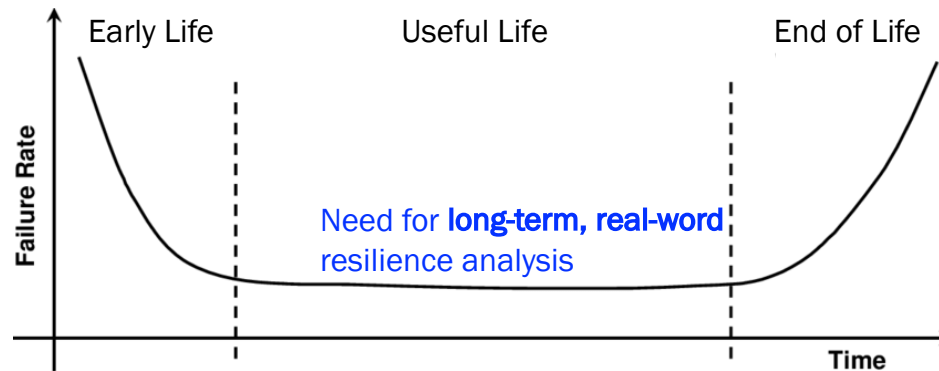 Early Life
Useful Life
End of Life
Failure Rate
Need for long-term, real-word
resilience analysis
Time